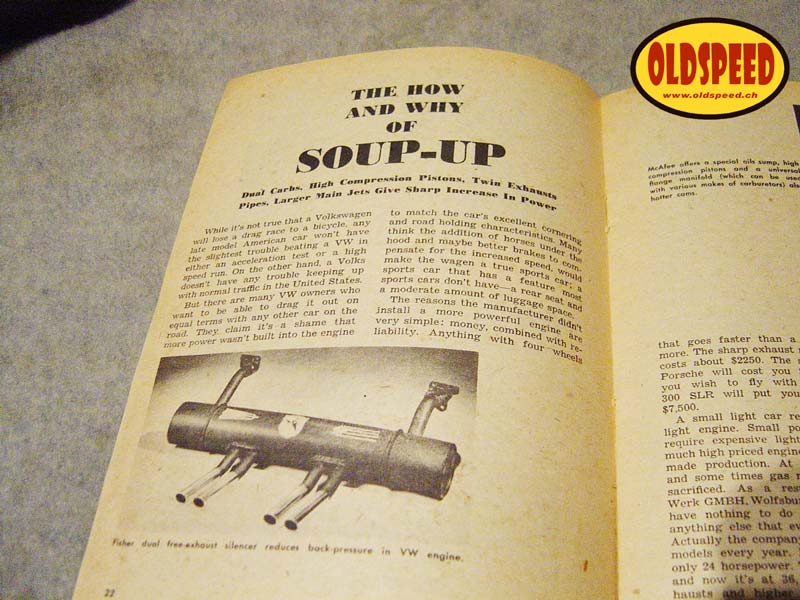 OLDSPEED
www.oldspeed.ch
THE HOW
AND WHY
OF
SOUP-UP
Dual Carbs, High Compression Pistons, Twin Exhausts
Pipes, Larger Main Jets Give Sharp Increase In Power
While it's not true that a Volkswagen
will lose a drag race to a bicycle, any
late model American car won't have
the slightest trouble beating a VW in
either an acceleration test or a high
speed run. On the other hand, a Volks
doesn't have any trouble keeping up
with normal traffic in the United States.
But there are many VW owners who
want to be able to drag it out on
equal terms with any other car on the
road. They claim it's a shame that
more power wasn't built into the engine
to match the car's excellent cornering
and road holding characteristics. Many
think the addition of horses under the
hood and maybe better brakes to com-
pensate for the increased speed, would
make the wagen a true sports car; a
sports car that has a feature most
sports cars don't have—a rear seat and
a moderate amount of luggage space.
The reasons the manufacturer didn't
install a more powerful engine are
very simple: money, combined with re-
liability. Anything with four wheels
Fisher dual free-exhaust silencer reduces back-pressure in VW engine.
22
McAfee offers a special oils sump, high
compression pistons and a universal
flange manifold (which can be used
with various makes of carburetors) also
hotter cams.
that goes faster than a
more. The sharp exhaust
costs about $2250. The
Porsche will cost you
you wish to fly with
300 SLR will put you
$7,500.
A small light car re
light engine. Small po
require expensive light
much high priced engine
made production. At
and some times gas
sacrificed. As a res
Werk GMBH, Wolfsbu
have nothing to do
anything else that ev
Actually the company
models every year.
only 24 horsepower.
and now it's at 36,
hausts and higher